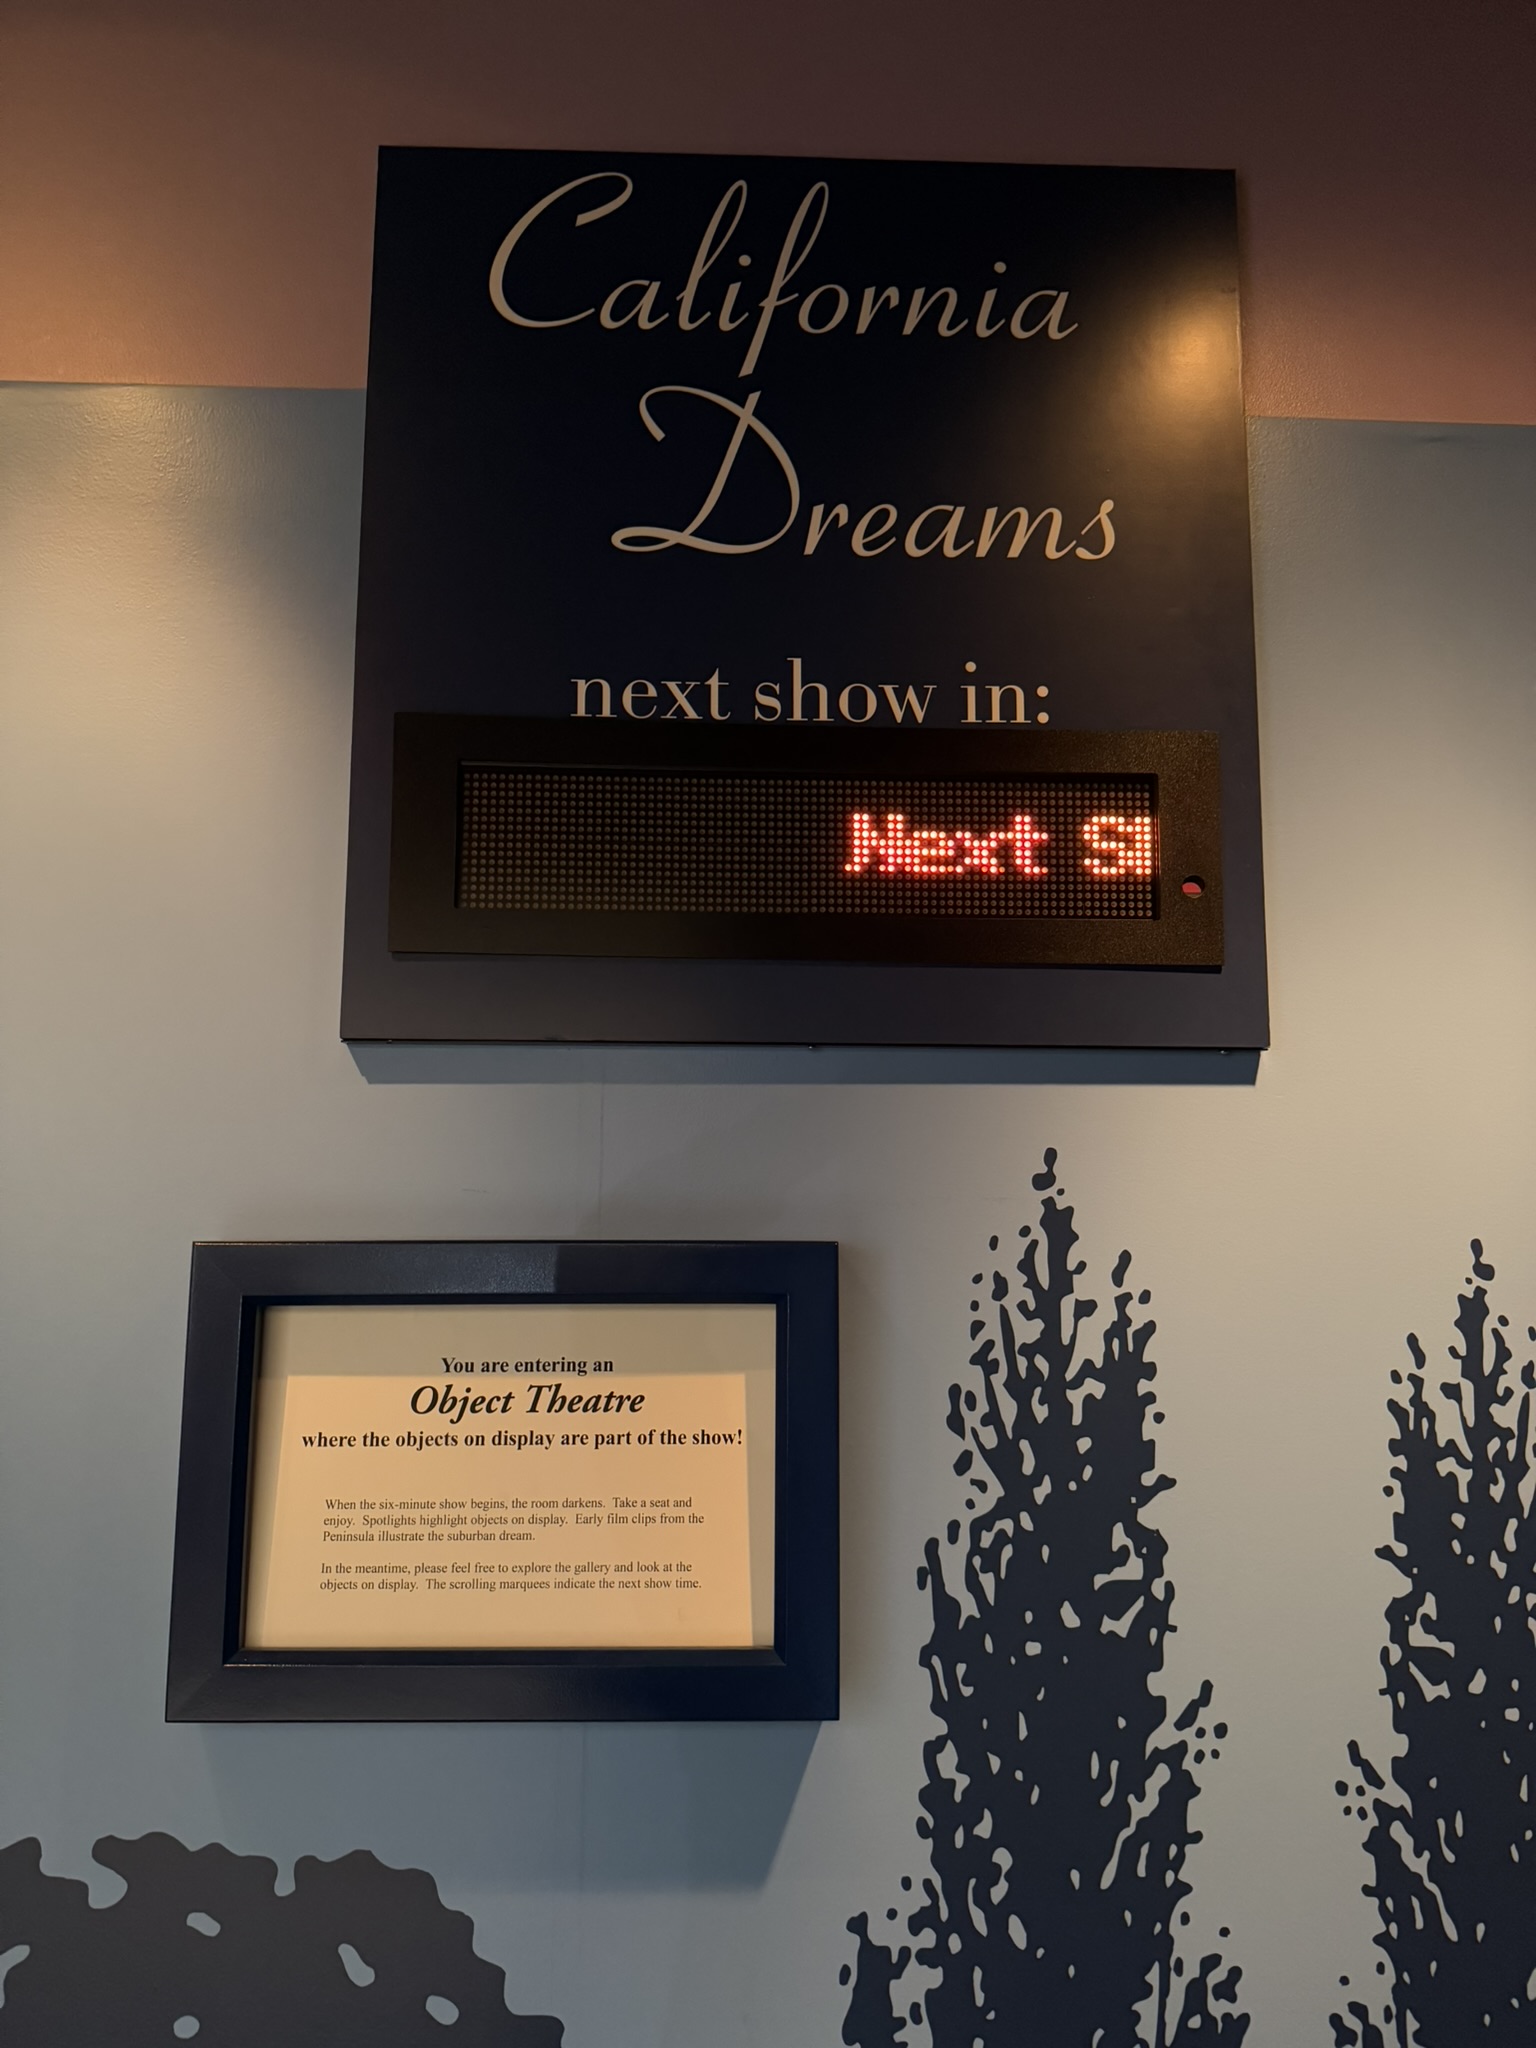 California
Dreams
next show in:
Next S
You are entering an
Object Theatre
where the objects on display are part of the show!
When the six-minute show begins, the room darkens. Take a seat and
enjoy. Spotlights highlight objects on display. Early film clips from the
Peninsula illustrate the suburban dream.
In the meantime, please feel free to explore the gallery and look at the
objects on display. The scrolling marquees indicate the next show time.